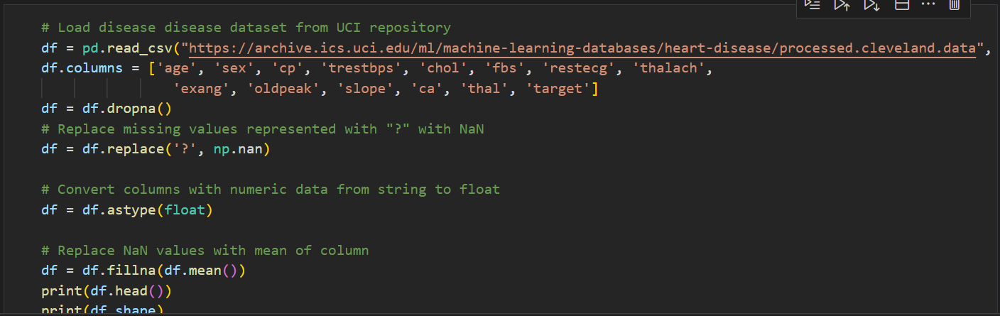 # Load disease disease dataset from UCI repository
df = pd.read_csv("https://archive.ics.uci.edu/ml/machine-learning-databases/heart-disease/processed.cleveland.data",
df.columns = ['age', 'sex', 'cp', 'trestbps', 'chol', 'fbs', 'restecg', 'thalach',
'exang', 'oldpeak', 'slope', 'ca', 'thal', 'target']
df = df.dropna()
# Replace missing values represented with "?" with NaN
df = df.replace('?', np.nan)
# Convert columns with numeric data from string to float
df = df.astype(float)
# Replace NaN values with mean of column
df = df.fillna(df.mean())
print(df.head())
print(df.shape)